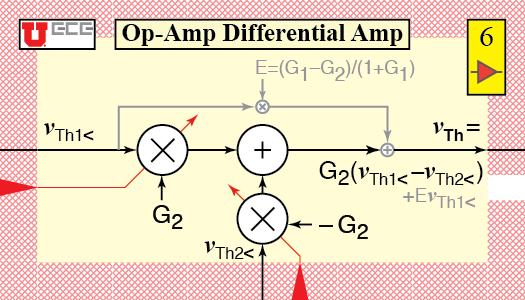 U ECE
Op-Amp Differential Amp
6
E=(G₁−G₂)/(1+G₁)
×
+
vTh1<
vTh=
×
+
G₂(vTh1<−vTh2<)
+EvTh1<
G₂
×
−G₂
vTh2<